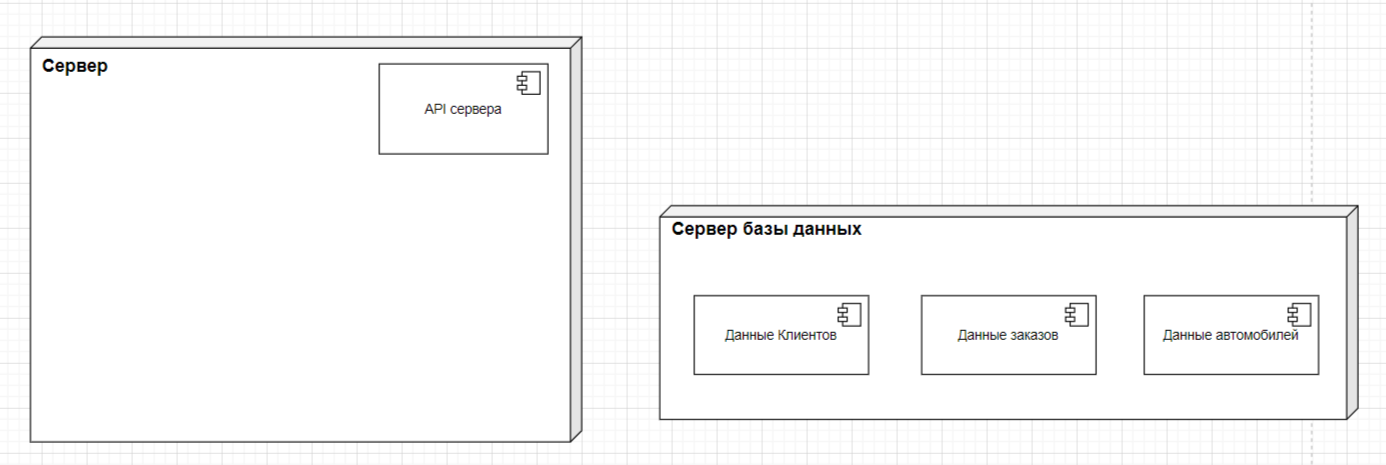 Сервер
API сервера
Сервер базы данных
Данные Клиентов
Данные заказов
Данные автомобилей